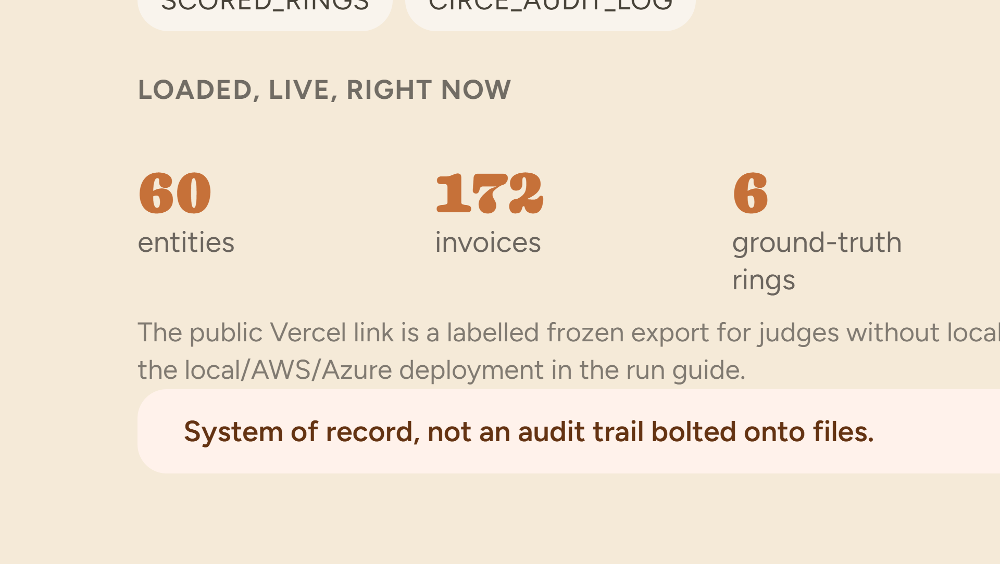 SCORED_RINGS CIRCE_AUDIT_LOG
LOADED, LIVE, RIGHT NOW
60 172 6
entities invoices ground-truth
rings
The public Vercel link is a labelled frozen export for judges without local
the local/AWS/Azure deployment in the run guide.
System of record, not an audit trail bolted onto files.